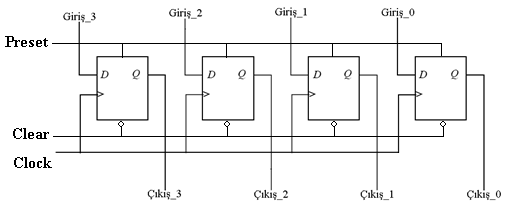 Giriş_3 Giriş_2 Giriş_1 Giriş_0
Preset
D Q D Q D Q D Q
Clear
Clock
Çıkış_3 Çıkış_2 Çıkış_1 Çıkış_0